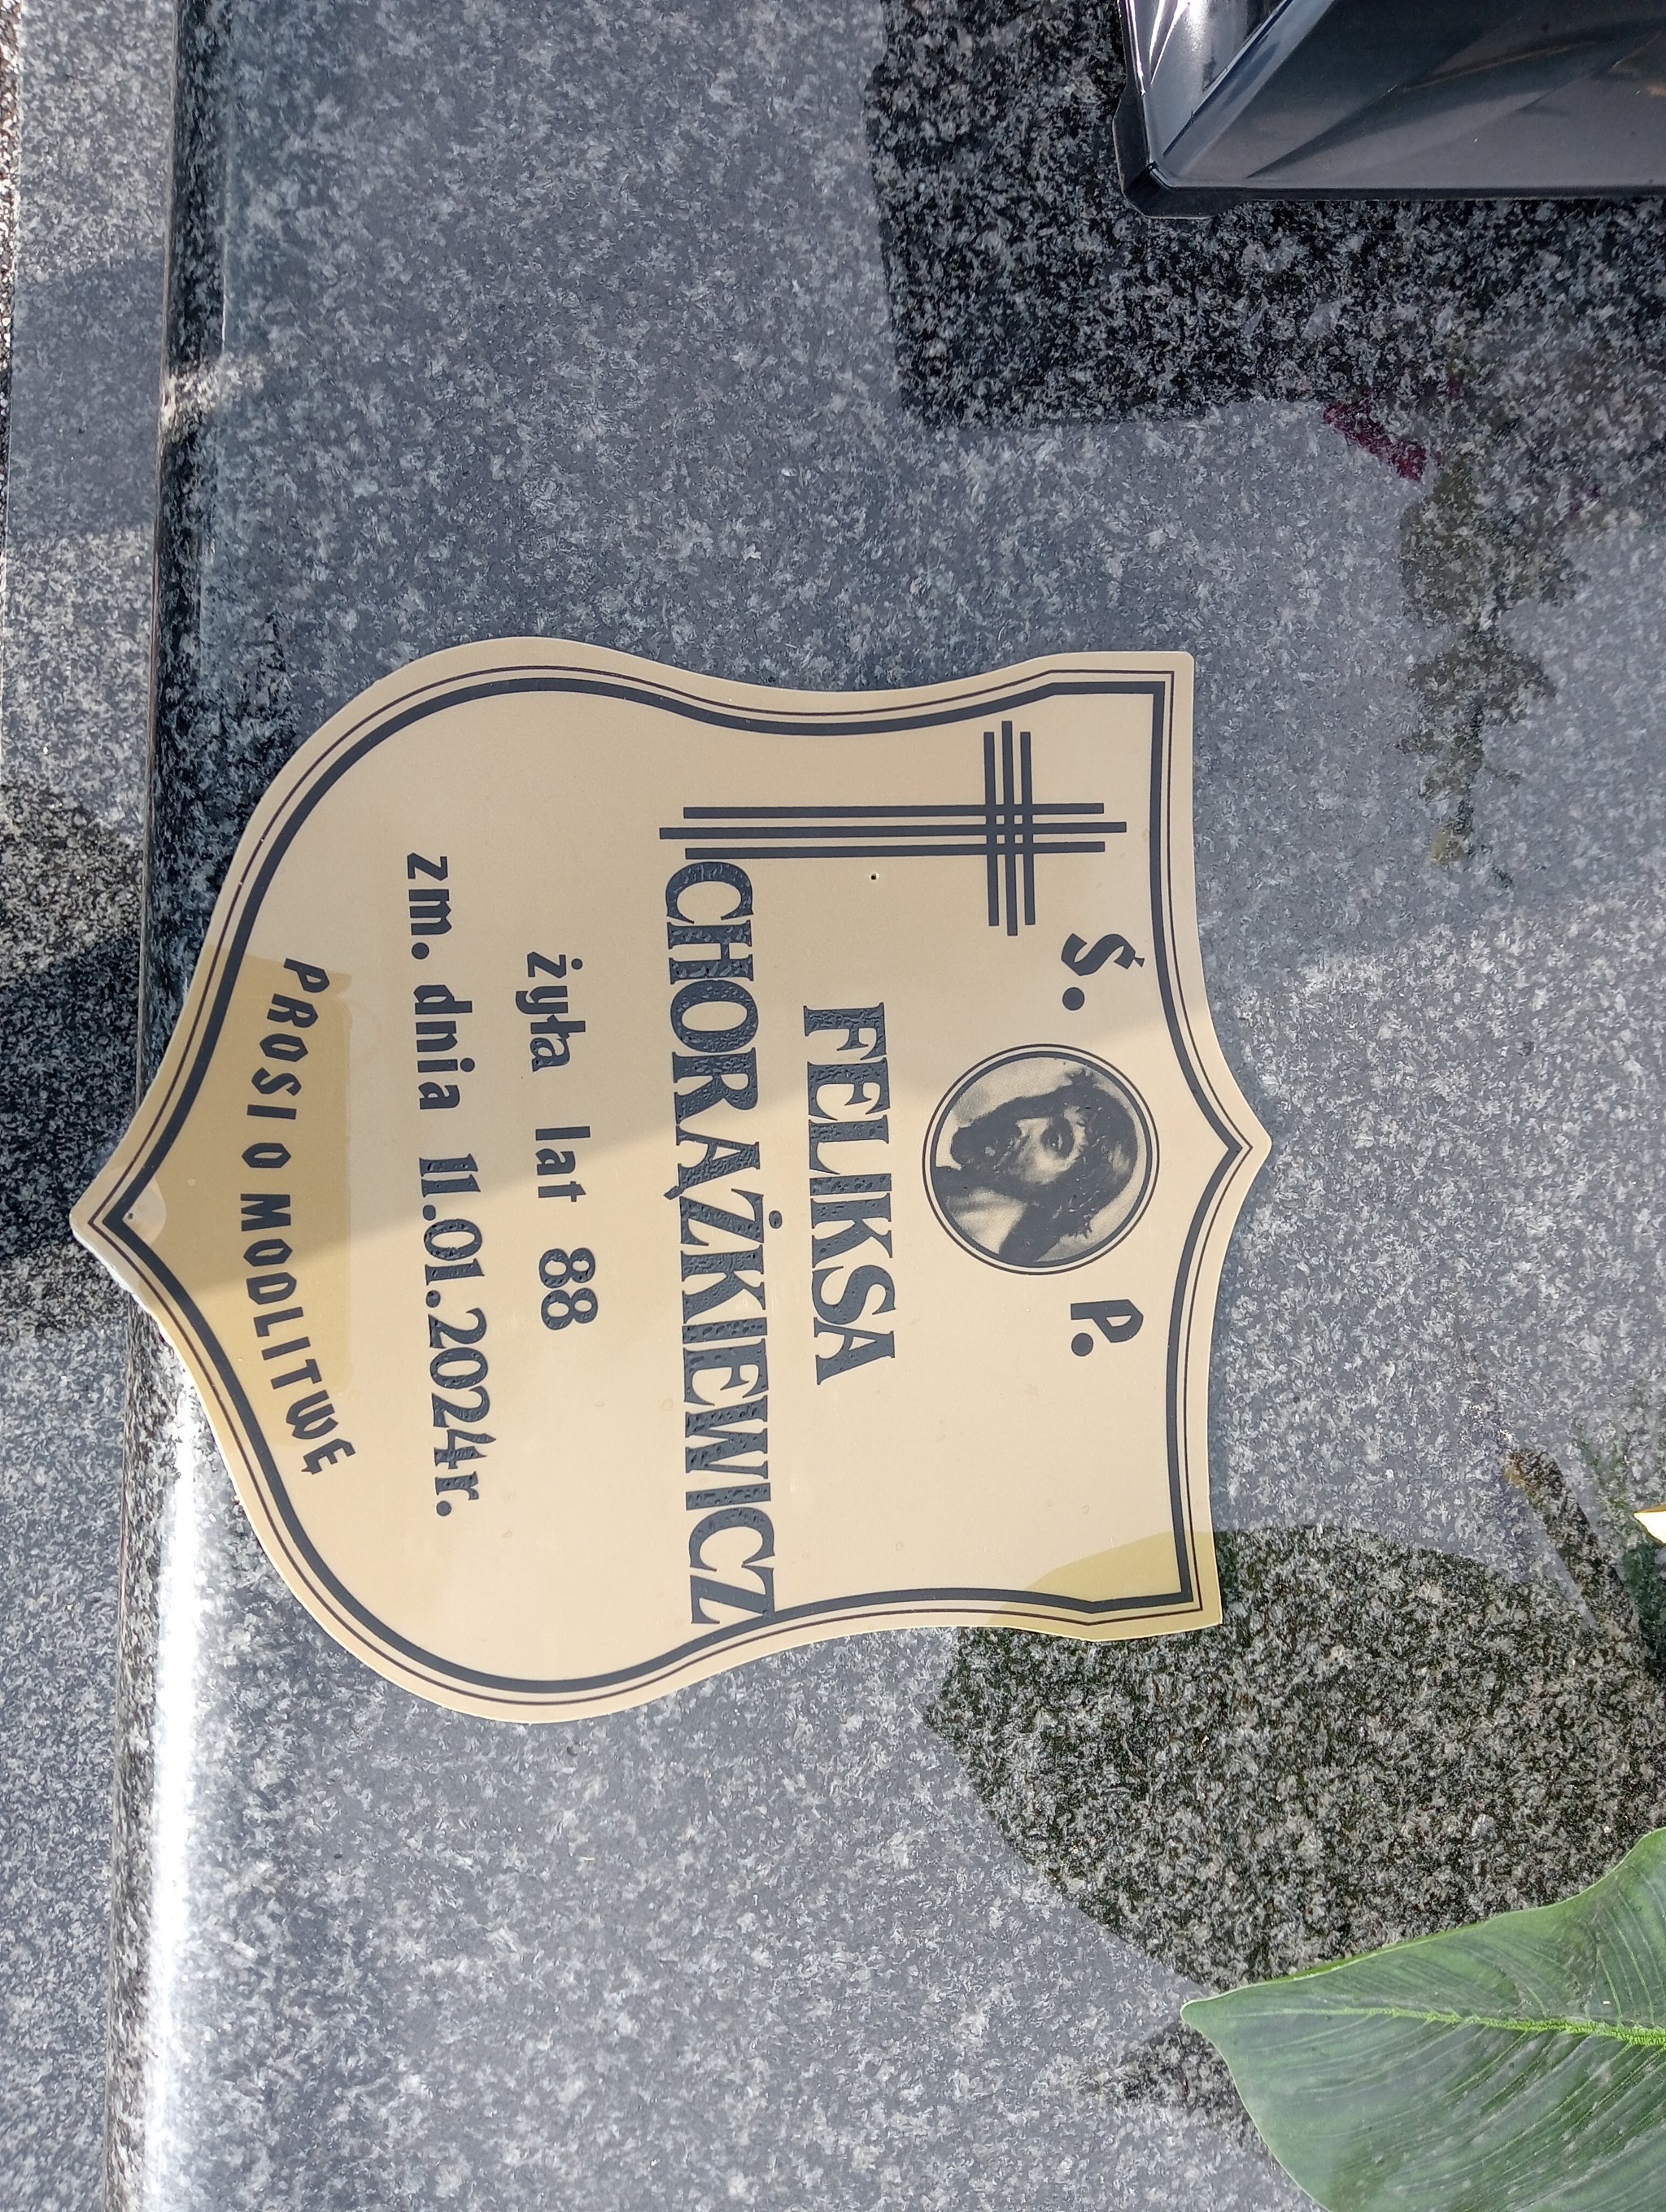 Ś. P.
FELIKSA
CHORĄŻKIEWICZ
żyła lat 88
zm. dnia 11.01.2024r.
PROSI O MODLITWĘ